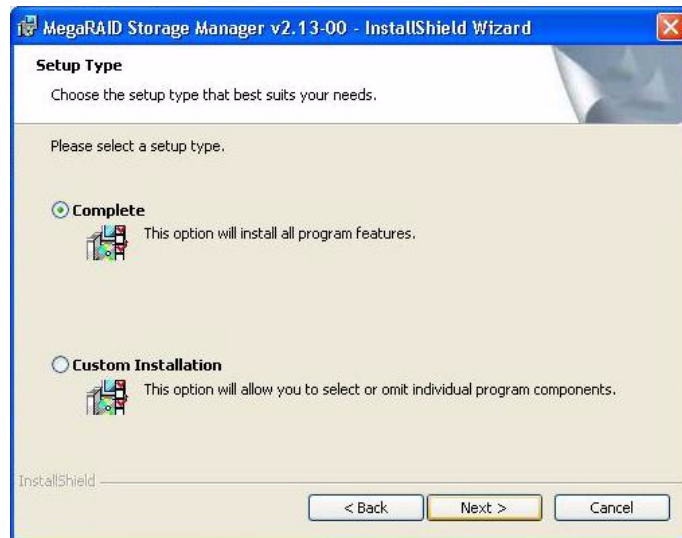 MegaRAID Storage Manager v2.13-00 - InstallShield Wizard
Setup Type
Choose the setup type that best suits your needs.
Please select a setup type.
Complete
This option will install all program features.
Custom Installation
This option will allow you to select or omit individual program components.
InstallShield
< Back
Next >
Cancel